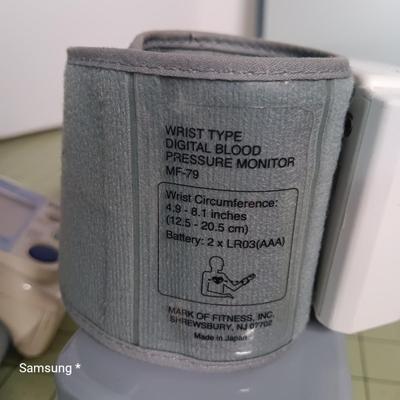 WRIST TYPE
DIGITAL BLOOD
PRESSURE MONITOR
MF-79
Wrist Circumference:
4.9 - 8.1 inches
(12.5 - 20.5 cm)
Battery: 2 x LR03(AAA)
MARK OF FITNESS, INC.
SHREWSBURY, NJ 07702
Made in Japan
Samsung *